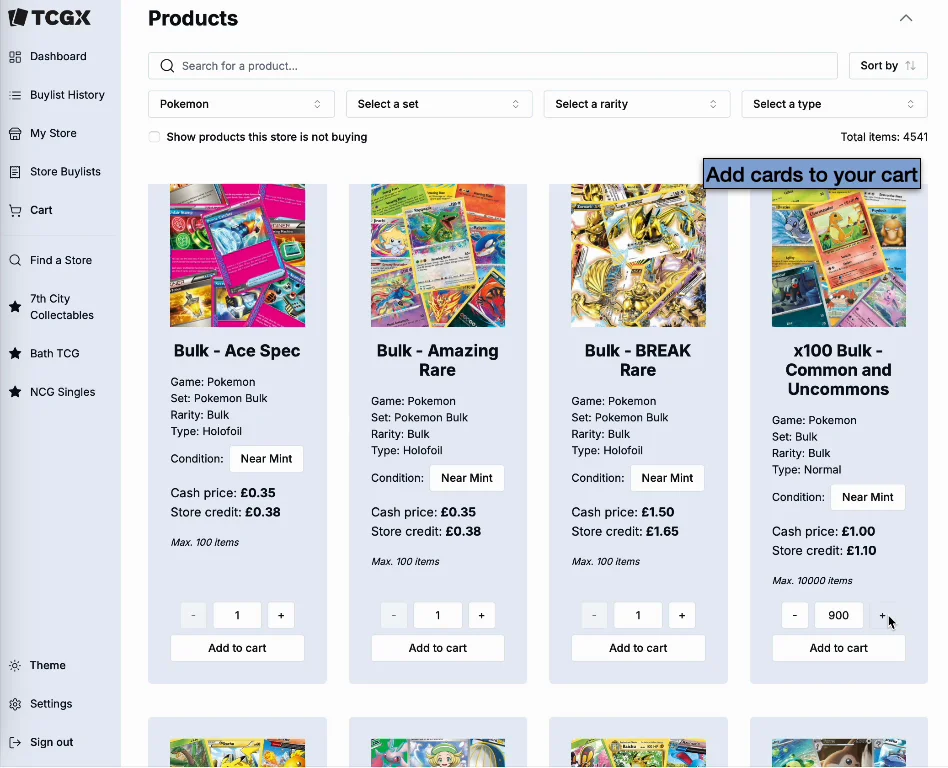 TCGX
Products
Dashboard
Buylist History
My Store
Store Buylists
Cart
Find a Store
7th City
Collectables
Bath TCG
NCG Singles
Theme
Settings
Sign out
Search for a product...
Sort by
Pokemon
Select a set
Select a rarity
Select a type
Show products this store is not buying
Total items: 4541
Add cards to your cart
Bulk - Ace Spec
Game: Pokemon
Set: Pokemon Bulk
Rarity: Bulk
Type: Holofoil
Condition: Near Mint
Cash price: £0.35
Store credit: £0.38
Max. 100 items
- 1 +
Add to cart
Bulk - Amazing
Rare
Game: Pokemon
Set: Pokemon Bulk
Rarity: Bulk
Type: Holofoil
Condition: Near Mint
Cash price: £0.35
Store credit: £0.38
Max. 100 items
- 1 +
Add to cart
Bulk - BREAK
Rare
Game: Pokemon
Set: Pokemon Bulk
Rarity: Bulk
Type: Holofoil
Condition: Near Mint
Cash price: £1.50
Store credit: £1.65
Max. 100 items
- 1 +
Add to cart
x100 Bulk -
Common and
Uncommons
Game: Pokemon
Set: Bulk
Rarity: Bulk
Type: Normal
Condition: Near Mint
Cash price: £1.00
Store credit: £1.10
Max. 10000 items
- 900 +
Add to cart